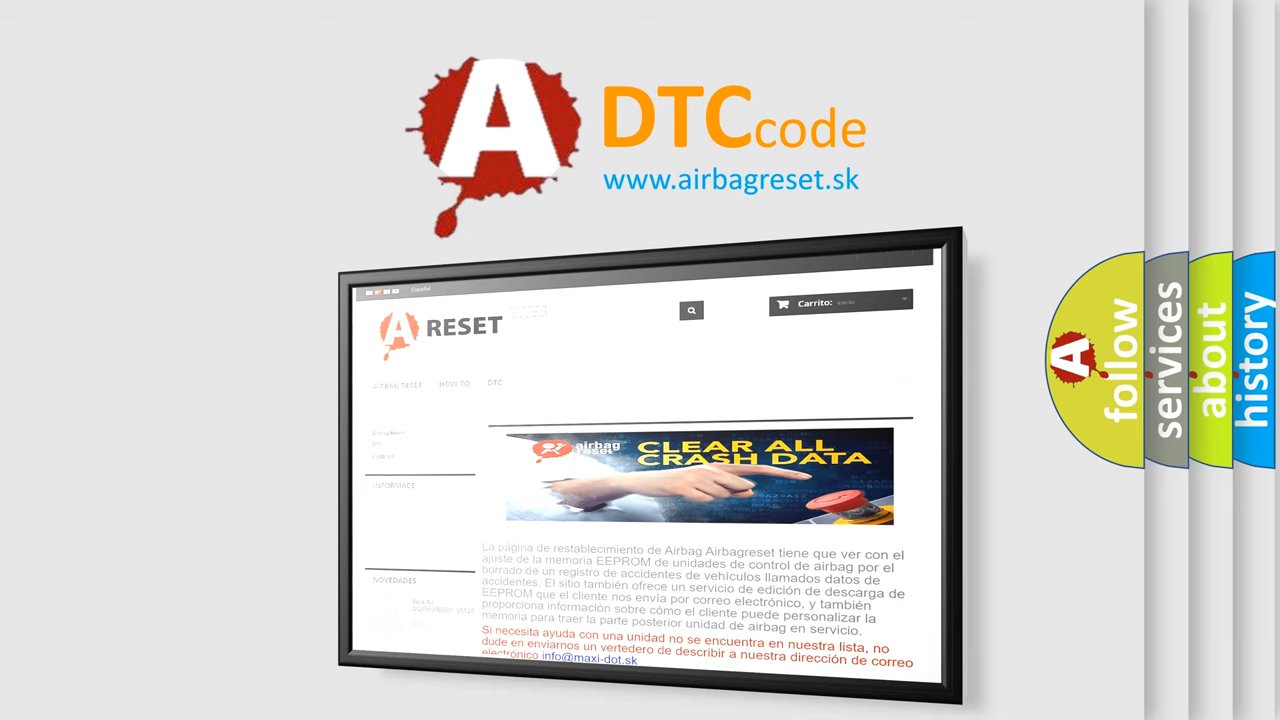 A
DTCcode
www.airbagreset.sk
Español
A RESET
Carrito: vacío
AIRBAG RESET HOW TO DTC
INFORMACE
airbag
reset
CLEAR ALL
CRASH DATA
La página de restablecimiento de Airbag Airbagreset tiene que ver con el
ajuste de la memoria EEPROM de unidades de control de airbag por el
borrado de un registro de accidentes de vehículos llamados datos de
accidentes. El sitio también ofrece un servicio de edición de descarga de
EEPROM que el cliente nos envía por correo electrónico, y también
proporciona información sobre cómo el cliente puede personalizar la
memoria para traer la parte posterior unidad de airbag en servicio.
Si necesita ayuda con una unidad no se encuentra en nuestra lista, no
dude en enviarnos un vertedero de describir a nuestra dirección de correo
electrónico info@maxi-dot.sk
NOVEDADES
A
follow
services
about
history